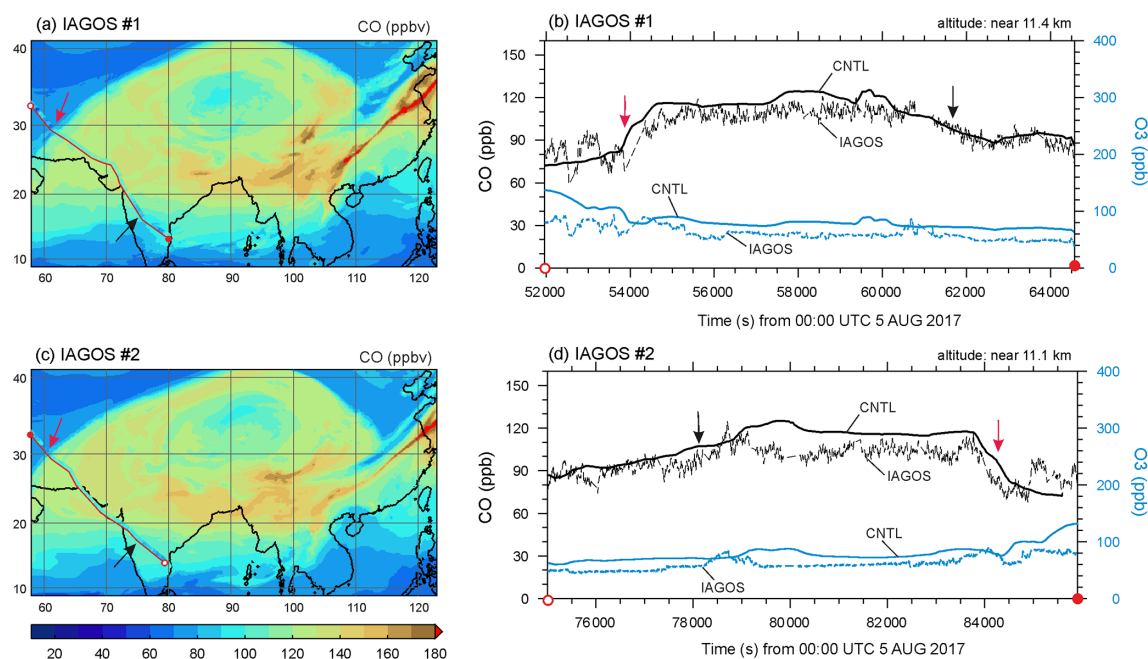 (a) IAGOS #1
CO (ppbv)
40
30
20
10
60 70 80 90 100 110 120
(b) IAGOS #1
altitude: near 11.4 km
CO (ppb)
160
120
90
60
30
0
O3 (ppb)
400
300
200
100
0
CNTL
IAGOS
CNTL
IAGOS
52000 54000 56000 58000 60000 62000 64000
Time (s) from 00:00 UTC 5 AUG 2017
(c) IAGOS #2
CO (ppbv)
40
30
20
10
60 70 80 90 100 110 120
20 40 60 80 100 120 140 160 180
(d) IAGOS #2
altitude: near 11.1 km
CO (ppb)
150
120
90
60
30
0
O3 (ppb)
400
300
200
100
0
CNTL
IAGOS
CNTL
IAGOS
76000 78000 80000 82000 84000
Time (s) from 00:00 UTC 5 AUG 2017